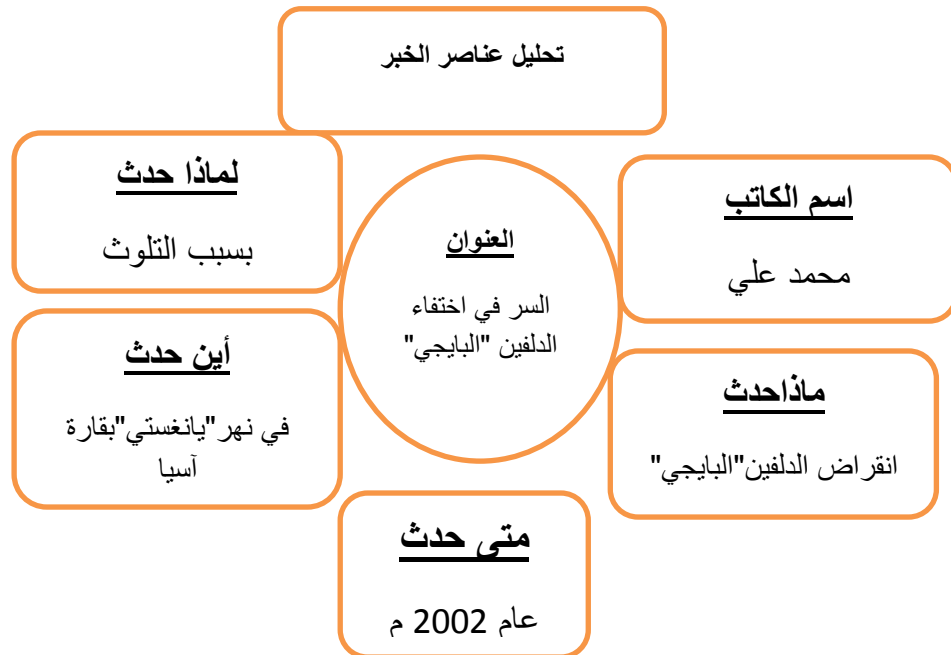 تحليل عناصر الخبر
العنوان
السر في اختفاء
الدلفين "البايجي"
اسم الكاتب
محمد علي
ماذاحدث
انقراض الدلفين"البايجي"
متى حدث
عام 2002 م
أين حدث
في نهر"يانغستي"بقارة
آسيا
لماذا حدث
بسبب التلوث